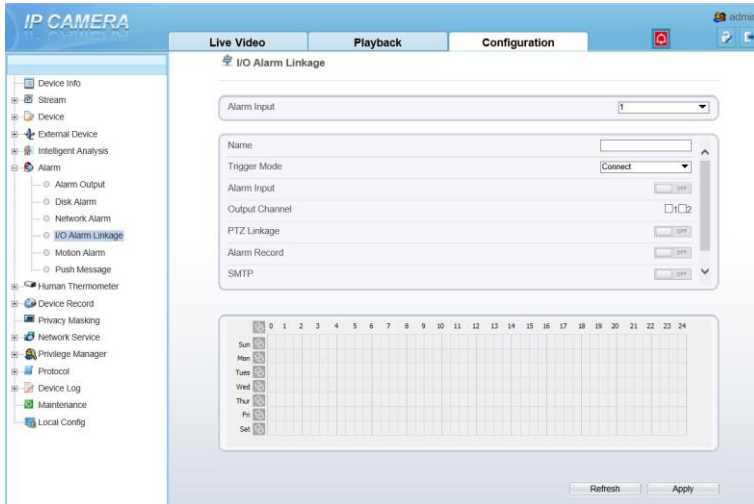 IP CAMERA
admin
Live Video Playback Configuration
I/O Alarm Linkage
Device Info
Stream
Device
External Device
Intelligent Analysis
Alarm
Alarm Output
Disk Alarm
Network Alarm
I/O Alarm Linkage
Motion Alarm
Push Message
Human Thermometer
Device Record
Privacy Masking
Network Service
Privilege Manager
Protocol
Device Log
Maintenance
Local Config
Alarm Input 1
Name
Trigger Mode Connect
Alarm Input OFF
Output Channel 1 2
PTZ Linkage OFF
Alarm Record OFF
SMTP OFF
0 1 2 3 4 5 6 7 8 9 10 11 12 13 14 15 16 17 18 19 20 21 22 23 24
Sun
Mon
Tues
Wed
Thur
Fri
Sat
Refresh Apply